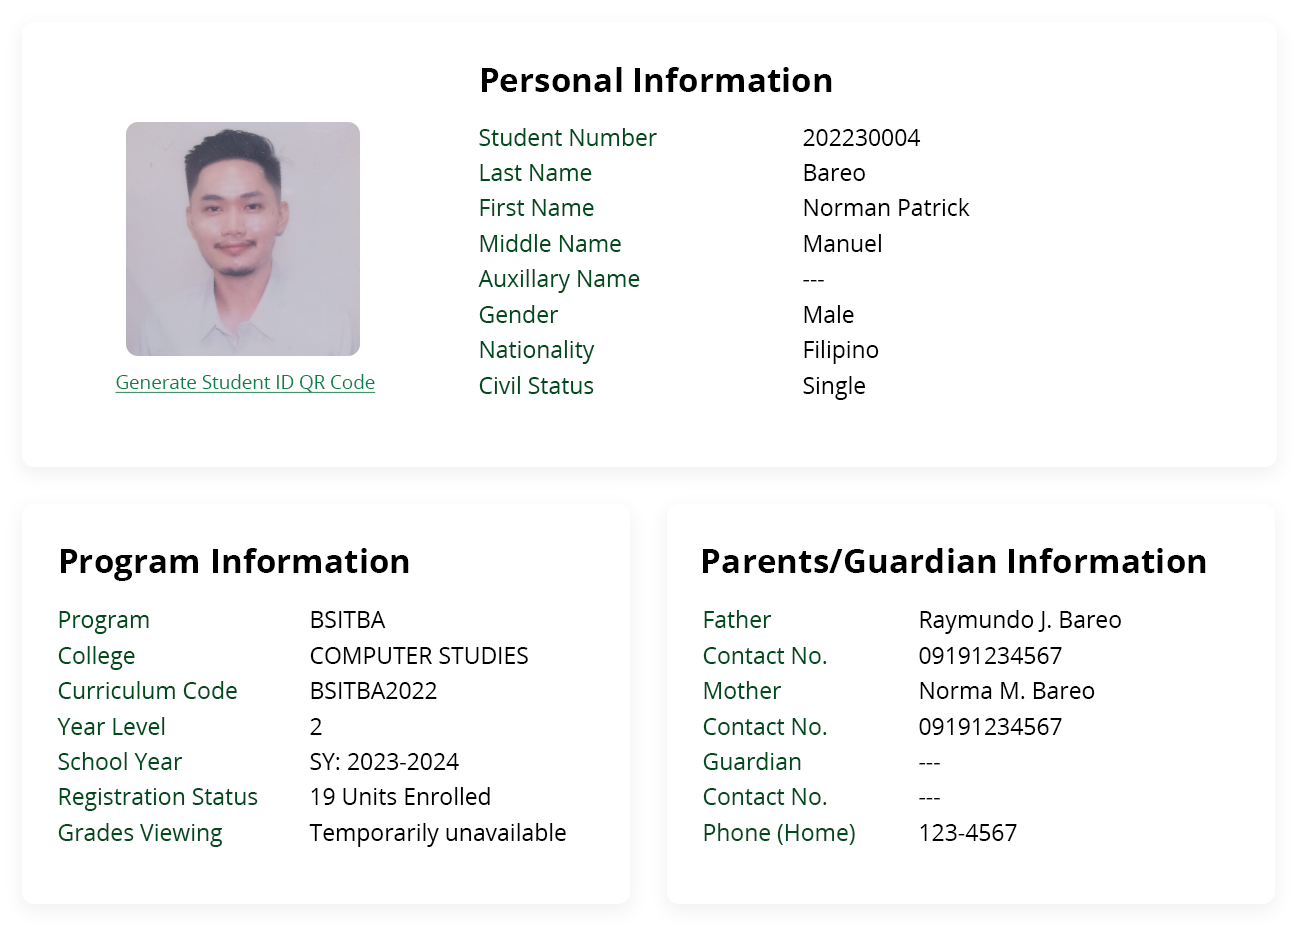 Personal Information
Student Number 202230004
Last Name Bareo
First Name Norman Patrick
Middle Name Manuel
Auxillary Name ---
Gender Male
Nationality Filipino
Civil Status Single
Generate Student ID QR Code
Program Information
Program BSITBA
College COMPUTER STUDIES
Curriculum Code BSITBA2022
Year Level 2
School Year SY: 2023-2024
Registration Status 19 Units Enrolled
Grades Viewing Temporarily unavailable
Parents/Guardian Information
Father Raymundo J. Bareo
Contact No. 09191234567
Mother Norma M. Bareo
Contact No. 09191234567
Guardian ---
Contact No. ---
Phone (Home) 123-4567